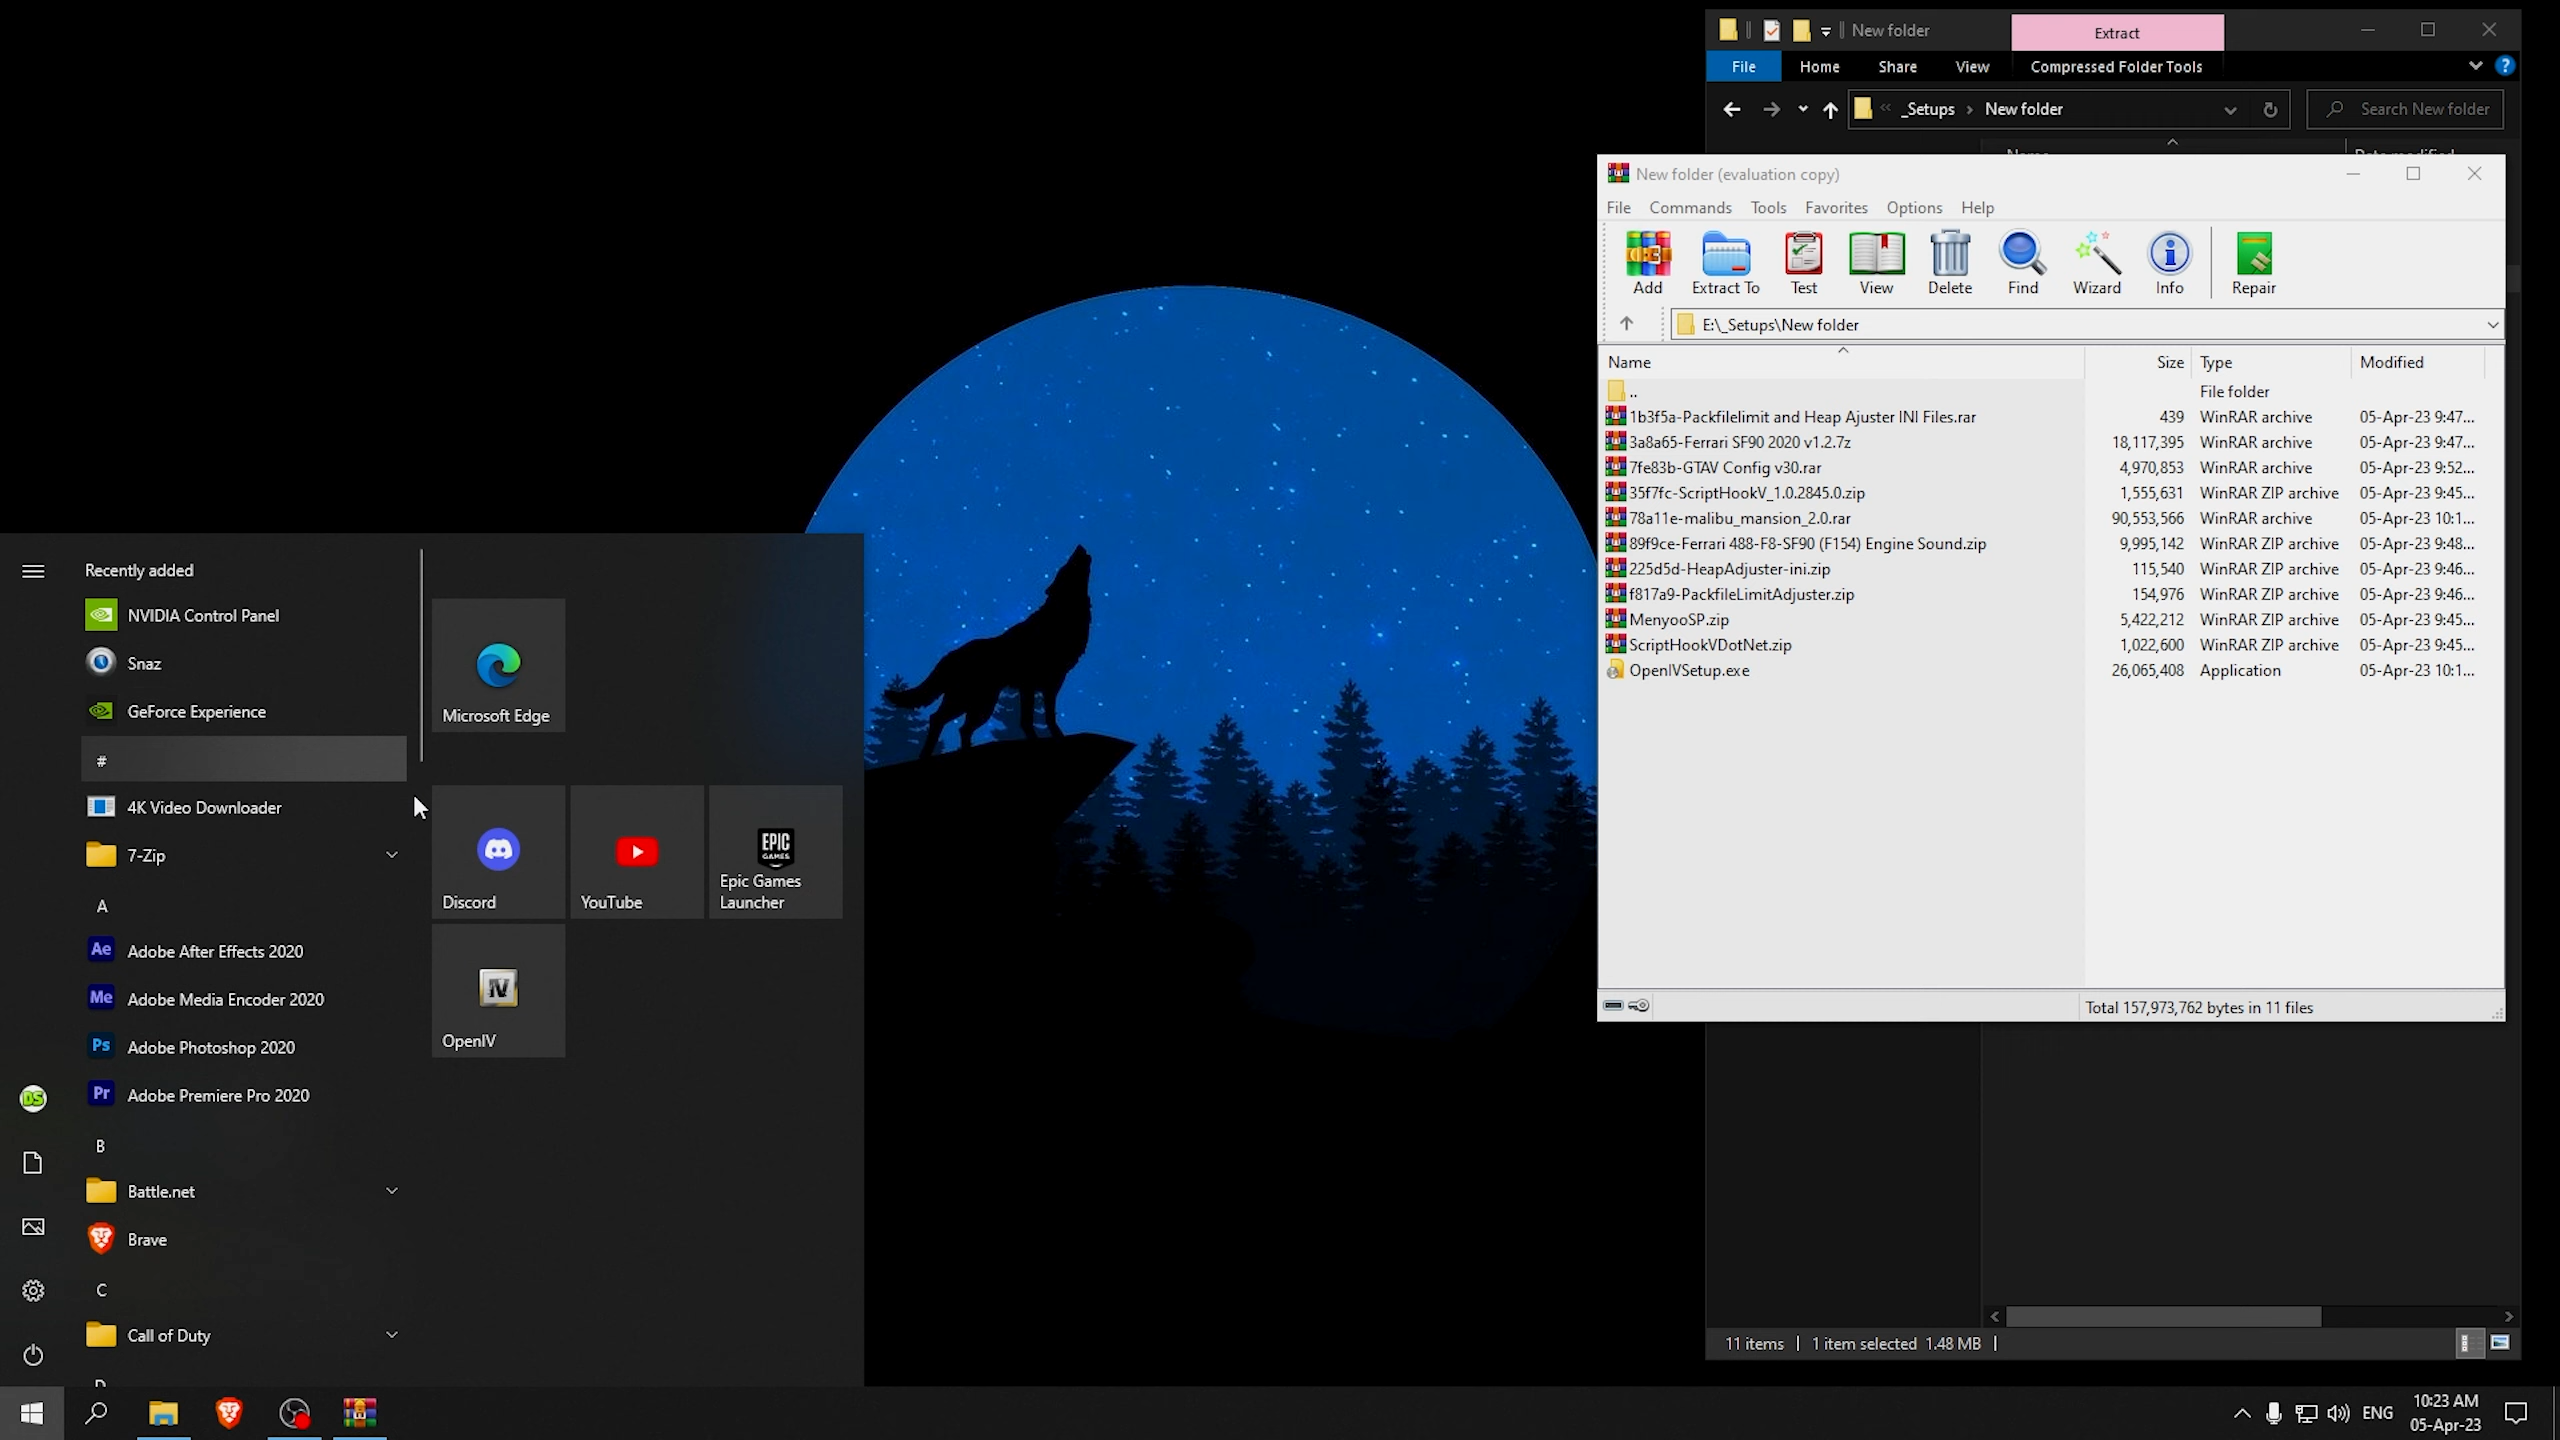 New folder
Extract
File Home Share View Compressed Folder Tools
_Setups New folder
Search New folder
New folder (evaluation copy)
File Commands Tools Favorites Options Help
Add Extract To Test View Delete Find Wizard Info Repair
E:\_Setups\New folder
Name Size Type Modified
.. File folder
1b3f5a-Packfilelimit and Heap Ajuster INI Files.rar 439 WinRAR archive 05-Apr-23 9:47...
3a8a65-Ferrari SF90 2020 v1.2.7z 18,117,395 WinRAR archive 05-Apr-23 9:47...
7fe83b-GTAV Config v30.rar 4,970,853 WinRAR archive 05-Apr-23 9:52...
35f7fc-ScriptHookV_1.0.2845.0.zip 1,555,631 WinRAR ZIP archive 05-Apr-23 9:45...
78a11e-malibu_mansion_2.0.rar 90,553,566 WinRAR archive 05-Apr-23 10:1...
89f9ce-Ferrari 488-F8-SF90 (F154) Engine Sound.zip 9,995,142 WinRAR ZIP archive 05-Apr-23 9:48...
225d5d-HeapAdjuster-ini.zip 115,540 WinRAR ZIP archive 05-Apr-23 9:46...
f817a9-PackfileLimitAdjuster.zip 154,976 WinRAR ZIP archive 05-Apr-23 9:46...
MenyooSP.zip 5,422,212 WinRAR ZIP archive 05-Apr-23 9:45...
ScriptHookVDotNet.zip 1,022,600 WinRAR ZIP archive 05-Apr-23 9:45...
OpenIVSetup.exe 26,065,408 Application 05-Apr-23 10:1...
Total 157,973,762 bytes in 11 files
11 items 1 item selected 1.48 MB
Recently added
NVIDIA Control Panel
Snaz
GeForce Experience
#
4K Video Downloader
7-Zip
A
Ae Adobe After Effects 2020
Me Adobe Media Encoder 2020
Ps Adobe Photoshop 2020
Pr Adobe Premiere Pro 2020
B
Battle.net
Brave
C
Call of Duty
DS
Microsoft Edge
Discord
YouTube
EPIC GAMES
Epic Games Launcher
IV
OpenIV
ENG
10:23 AM
05-Apr-23